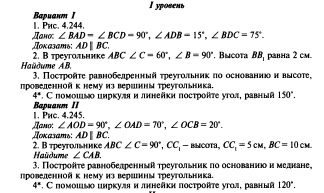 I уровень
Вариант I
1. Рис. 4.244.
Дано: ∠ BAD = ∠ BCD = 90°, ∠ ADB = 15°, ∠ BDC = 75°.
Доказать: AD ∥ BC.
2. В треугольнике ABC ∠ C = 60°, ∠ B = 90°. Высота BB₁ равна 2 см.
Найдите AB.
3. Постройте равнобедренный треугольник по основанию и высоте,
проведенной к нему из вершины треугольника.
4*. С помощью циркуля и линейки постройте угол, равный 150°.
Вариант II
1. Рис. 4.245.
Дано: ∠ AOD = 90°, ∠ OAD = 70°, ∠ OCB = 20°.
Доказать: AD ∥ BC.
2. В треугольнике ABC ∠ C = 90°, CC₁ – высота, CC₁ = 5 см, BC = 10 см.
Найдите ∠ CAB.
3. Постройте равнобедренный треугольник по основанию и медиане,
проведенной к нему из вершины треугольника.
4*. С помощью циркуля и линейки постройте угол, равный 120°.